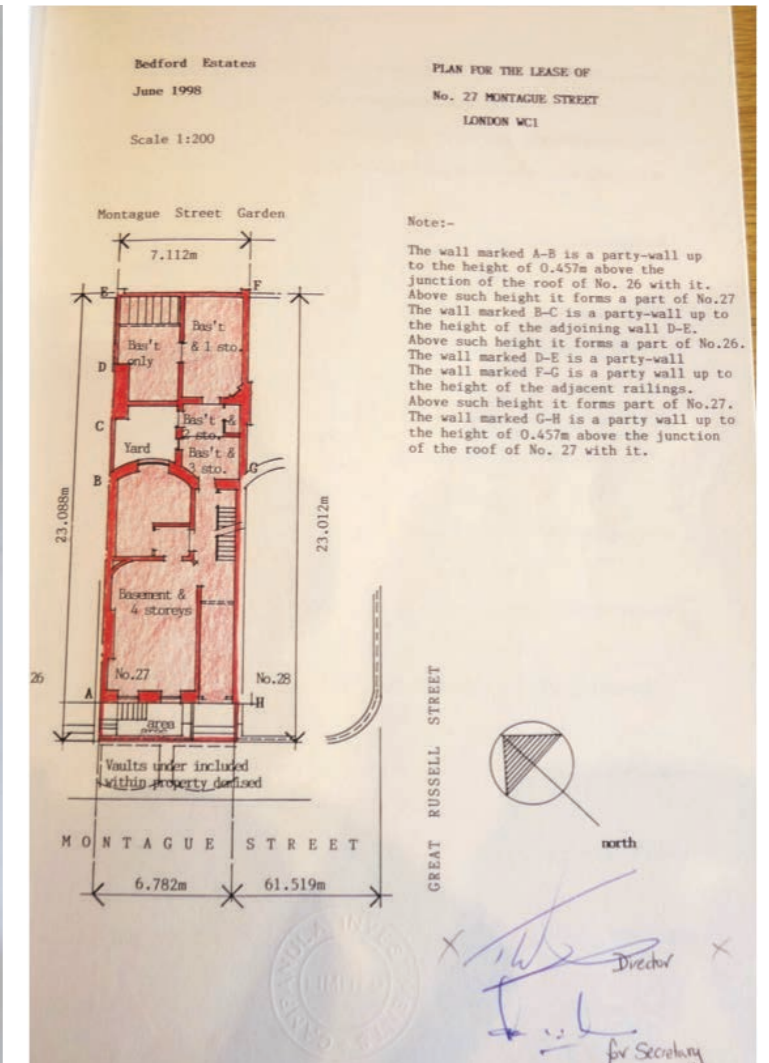 Bedford Estates
June 1998
Scale 1:200
PLAN FOR THE LEASE OF
No. 27 MONTAGUE STREET
LONDON WC1
Montague Street Garden
7.112m
E
F
Bas't only
Bas't & 1 sto.
D
C
Bas't & 2 sto.
Yard
Bas't & 3 sto.
B
G
23.088m
23.012m
Basement &
4 storeys
26
No.27
No.28
A
H
area
Vaults under included
within property demised
MONTAGUE STREET
6.782m
61.519m
GREAT RUSSELL STREET
north
Note:-
The wall marked A-B is a party-wall up
to the height of 0.457m above the
junction of the roof of No. 26 with it.
Above such height it forms a part of No.27
The wall marked B-C is a party-wall up to
the height of the adjoining wall D-E.
Above such height it forms a part of No.26.
The wall marked D-E is a party-wall
The wall marked F-G is a party wall up to
the height of the adjacent railings.
Above such height it forms part of No.27.
The wall marked G-H is a party wall up to
the height of 0.457m above the junction
of the roof of No. 27 with it.
CAMPANULA INVESTMENTS
LIMITED
Director
for Secretary